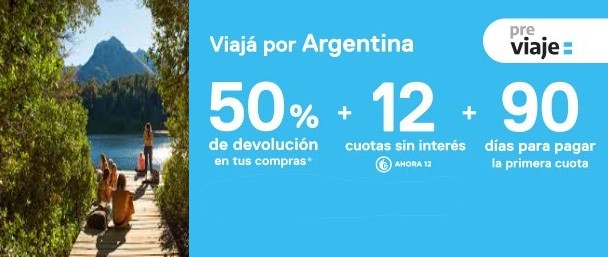 Viajá por Argentina
pre
viaje
50% + 12 + 90
de devolución cuotas sin interés días para pagar
en tus compras* AHORA 12 la primera cuota